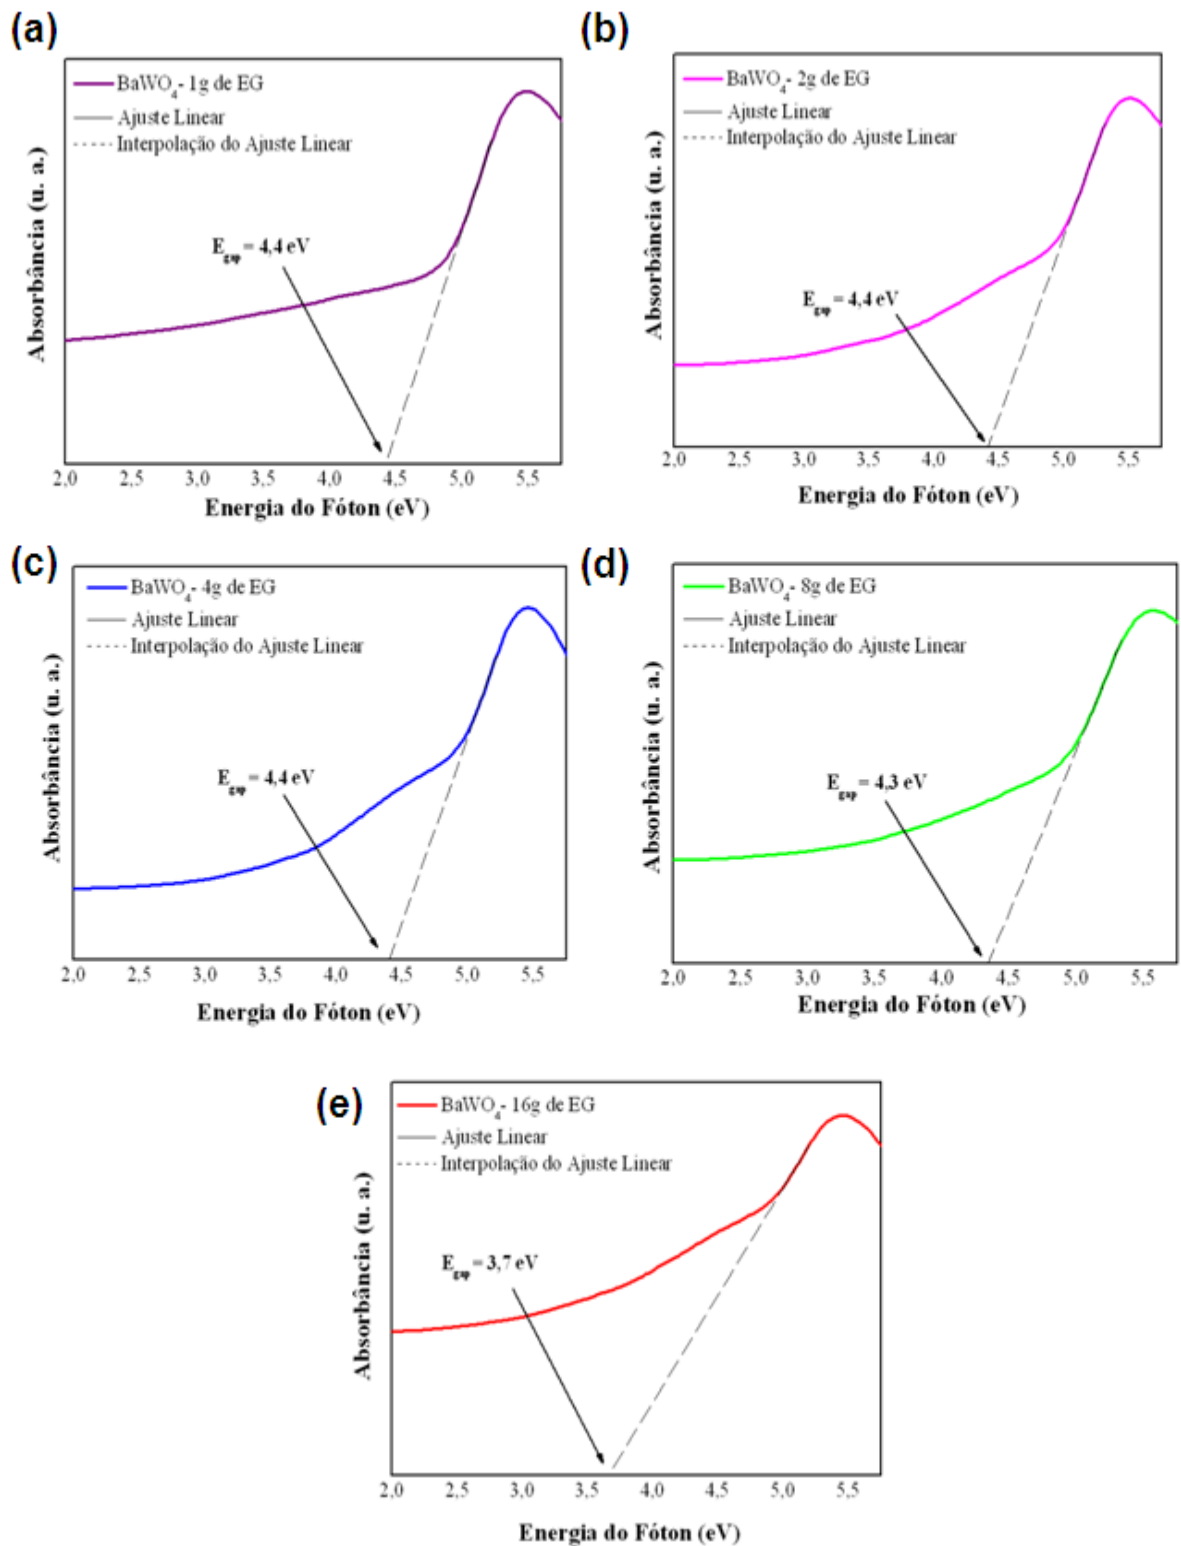 (a)
BaWO₄- 1g de EG
Ajuste Linear
Interpolação do Ajuste Linear
E_gap = 4,4 eV
Absorbância (u. a.)
2,0 2,5 3,0 3,5 4,0 4,5 5,0 5,5
Energia do Fóton (eV)
(b)
BaWO₄- 2g de EG
Ajuste Linear
Interpolação do Ajuste Linear
E_gap = 4,4 eV
Absorbância (u. a.)
2,0 2,5 3,0 3,5 4,0 4,5 5,0 5,5
Energia do Fóton (eV)
(c)
BaWO₄- 4g de EG
Ajuste Linear
Interpolação do Ajuste Linear
E_gap = 4,4 eV
Absorbância (u. a.)
2,0 2,5 3,0 3,5 4,0 4,5 5,0 5,5
Energia do Fóton (eV)
(d)
BaWO₄- 8g de EG
Ajuste Linear
Interpolação do Ajuste Linear
E_gap = 4,3 eV
Absorbância (u. a.)
2,0 2,5 3,0 3,5 4,0 4,5 5,0 5,5
Energia do Fóton (eV)
(e)
BaWO₄- 16g de EG
Ajuste Linear
Interpolação do Ajuste Linear
E_gap = 3,7 eV
Absorbância (u. a.)
2,0 2,5 3,0 3,5 4,0 4,5 5,0 5,5
Energia do Fóton (eV)